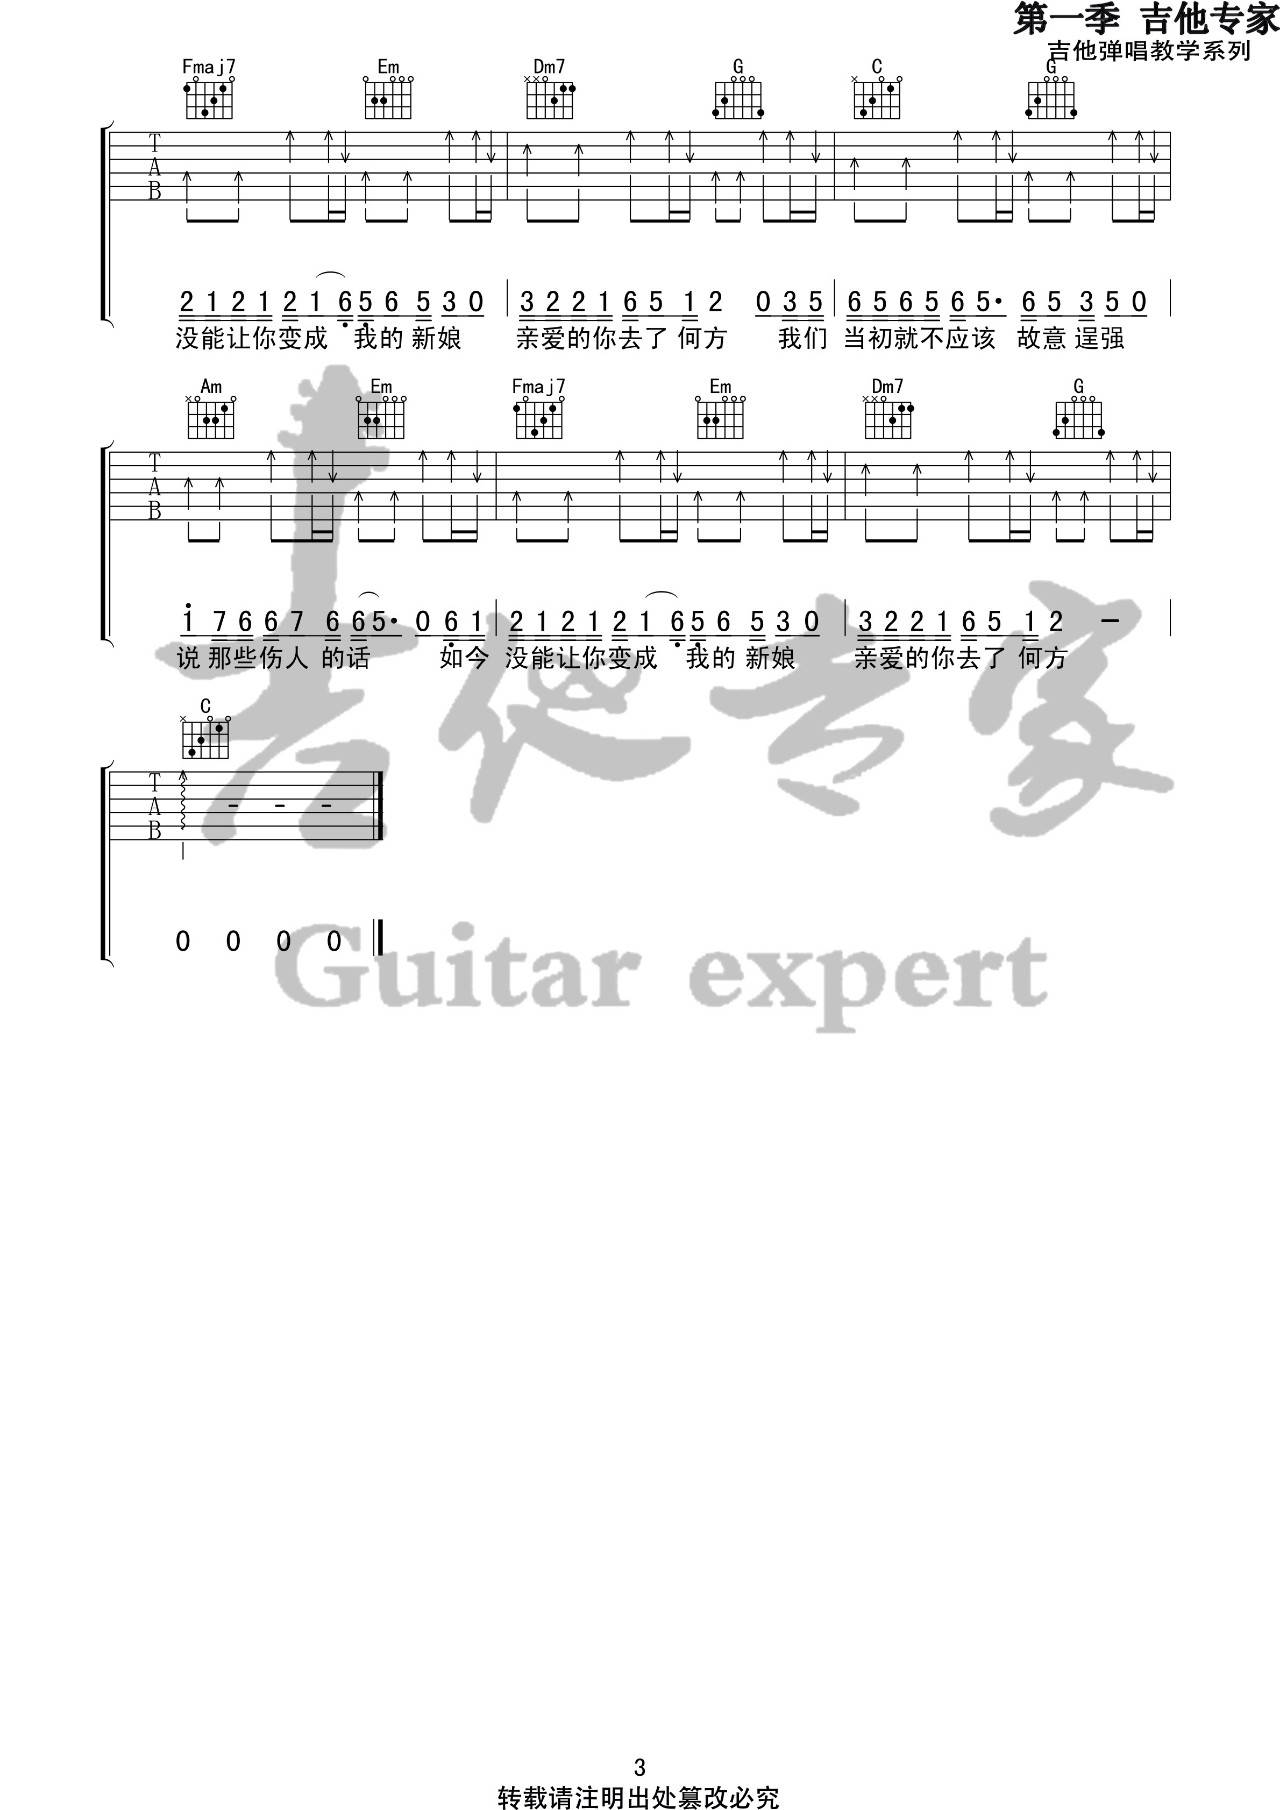 第一季 吉他专家
吉他弹唱教学系列
Fmaj7 Em Dm7 G C G
T
A
B
2 1 2 1 2 1 6 5 6 5 3 0 3 2 2 1 6 5 1 2 0 3 5 6 5 6 5 6 5· 6 5 3 5 0
没能让你变成 我的 新娘 亲爱的你去了 何方 我们 当初就不应该 故意 逞强
Am Em Fmaj7 Em Dm7 G
T
A
B
1 7 6 6 7 6 6 5· 0 6 1 2 1 2 1 2 1 6 5 6 5 3 0 3 2 2 1 6 5 1 2 –
说 那些伤人 的话 如今 没能让你变成 我的 新娘 亲爱的你去了 何方
C
T
A
B
– – –
0 0 0 0
吉他专家
Guitar expert
3
转载请注明出处篡改必究